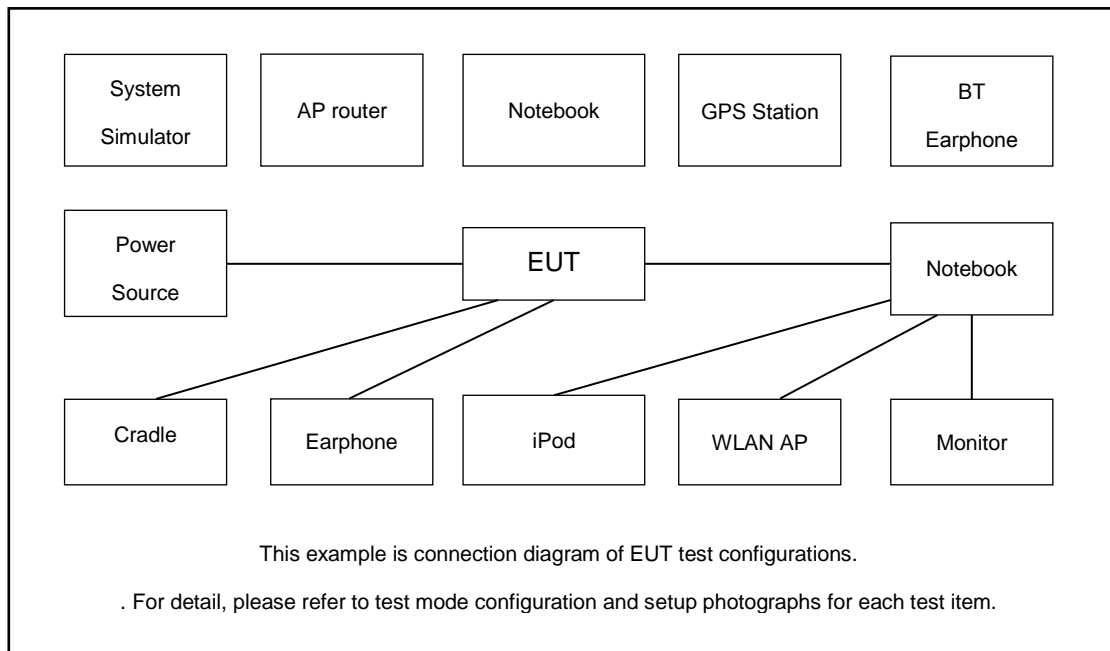 System
Simulator
AP router
Notebook
GPS Station
BT
Earphone
Power
Source
EUT
Notebook
Cradle
Earphone
iPod
WLAN AP
Monitor
This example is connection diagram of EUT test configurations.
. For detail, please refer to test mode configuration and setup photographs for each test item.